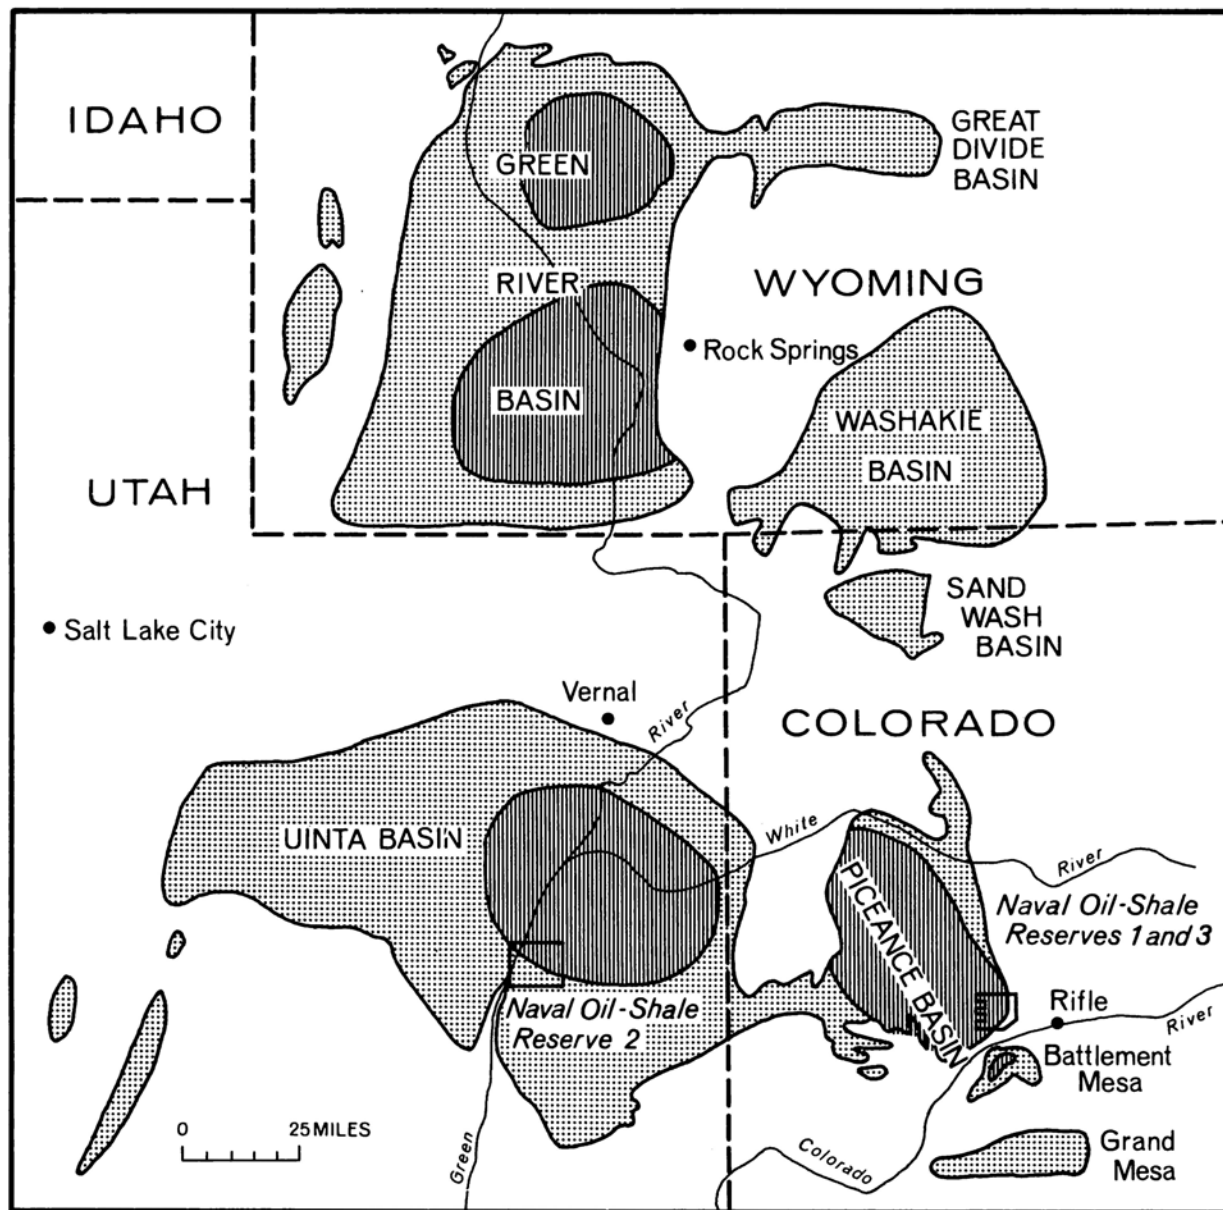 IDAHO
GREEN
RIVER
BASIN
GREAT
DIVIDE
BASIN
WYOMING
Rock Springs
WASHAKIE
BASIN
UTAH
Salt Lake City
SAND
WASH
BASIN
Vernal
River
COLORADO
UINTA BASIN
White
River
PICEANCE BASIN
Naval Oil-Shale
Reserves 1 and 3
Naval Oil-Shale
Reserve 2
Rifle
River
Battlement
Mesa
Grand
Mesa
Colorado
Green
0 25 MILES